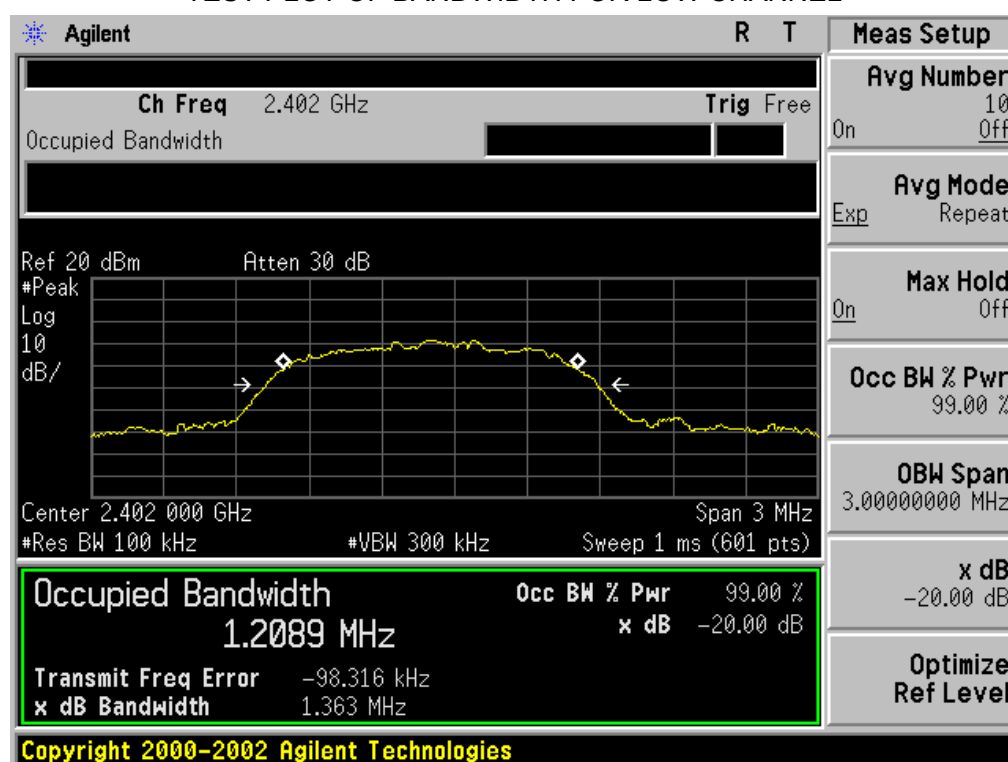 Agilent R T
Ch Freq 2.402 GHz Trig Free
Occupied Bandwidth
Ref 20 dBm Atten 30 dB
#Peak
Log
10
dB/
Center 2.402 000 GHz Span 3 MHz
#Res BW 100 kHz #VBW 300 kHz Sweep 1 ms (601 pts)
Occupied Bandwidth Occ BW % Pwr 99.00 %
1.2089 MHz x dB -20.00 dB
Transmit Freq Error -98.316 kHz
x dB Bandwidth 1.363 MHz
Meas Setup
Avg Number
10
On Off
Avg Mode
Exp Repeat
Max Hold
On Off
Occ BW % Pwr
99.00 %
OBW Span
3.00000000 MHz
x dB
-20.00 dB
Optimize
Ref Level
Copyright 2000-2002 Agilent Technologies